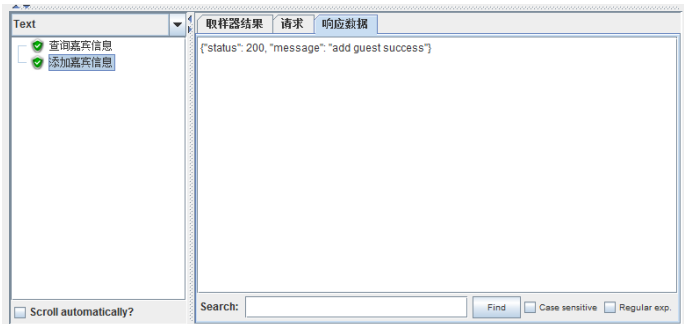 Text
取样器结果 请求 响应数据
查询嘉宾信息
添加嘉宾信息
{"status": 200, "message": "add guest success"}
Scroll automatically?
Search: Find Case sensitive Regular exp.